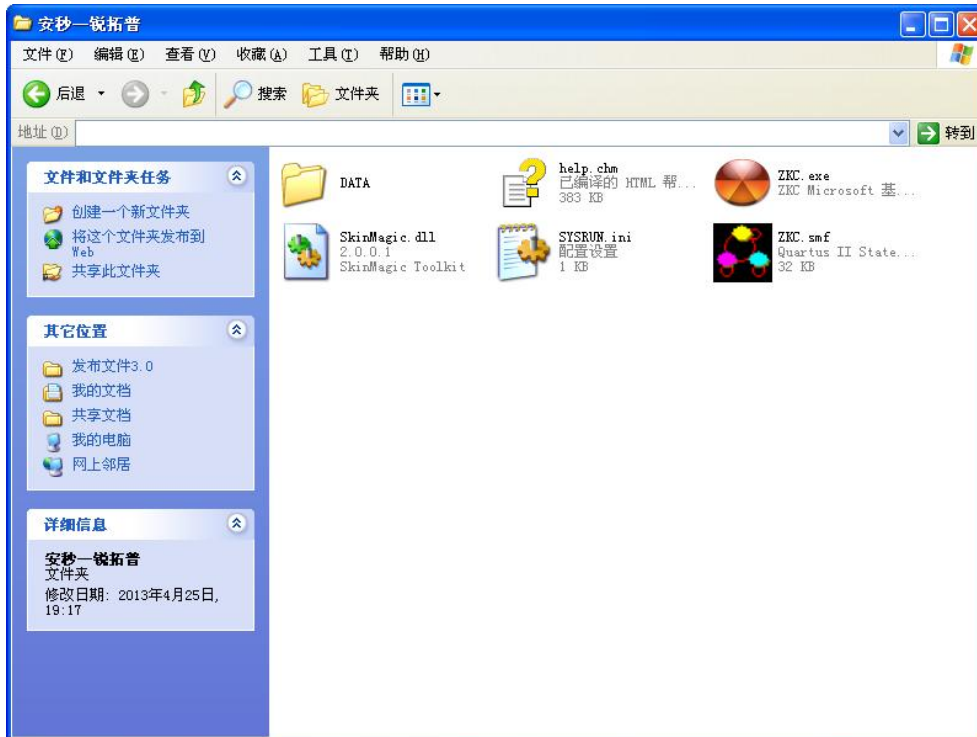 安秒一锐拓普
文件(F) 编辑(E) 查看(V) 收藏(A) 工具(T) 帮助(H)
后退 搜索 文件夹
地址(D) 转到
文件和文件夹任务
创建一个新文件夹
将这个文件夹发布到
Web
共享此文件夹
其它位置
发布文件3.0
我的文档
共享文档
我的电脑
网上邻居
详细信息
安秒一锐拓普
文件夹
修改日期: 2013年4月25日,
19:17
DATA
help.chm
已编译的 HTML 帮...
383 KB
ZKC.exe
ZKC Microsoft 基...
SkinMagic.dll
2.0.0.1
SkinMagic Toolkit
SYSRUN.ini
配置设置
1 KB
ZKC.smf
Quartus II State...
32 KB